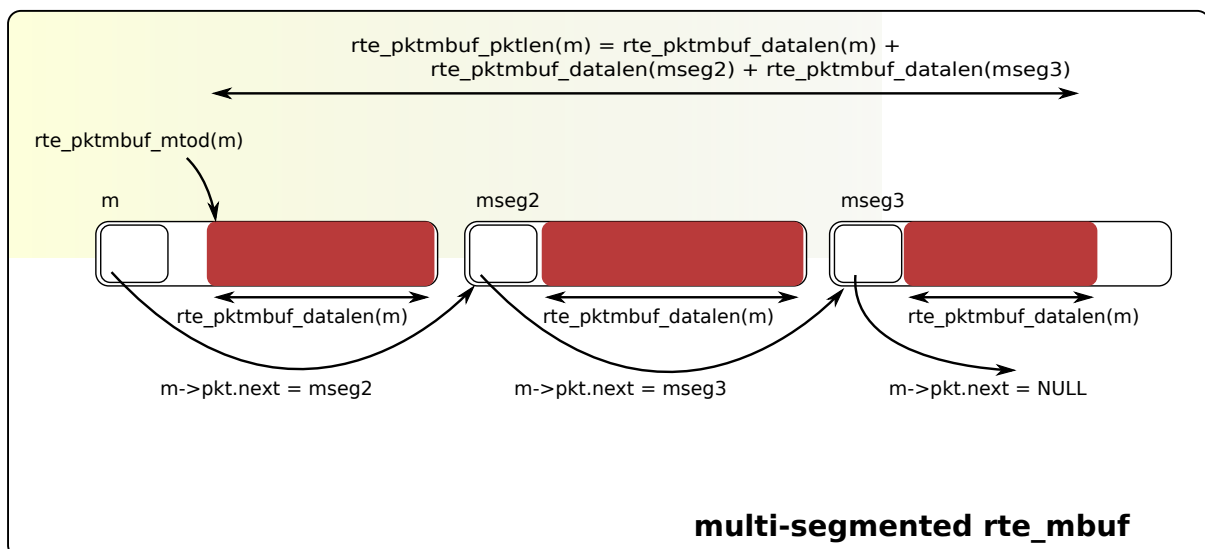 rte_pktmbuf_pktlen(m) = rte_pktmbuf_datalen(m) +
rte_pktmbuf_datalen(mseg2) + rte_pktmbuf_datalen(mseg3)
rte_pktmbuf_mtod(m)
m
mseg2
mseg3
rte_pktmbuf_datalen(m)
rte_pktmbuf_datalen(m)
rte_pktmbuf_datalen(m)
m->pkt.next = mseg2
m->pkt.next = mseg3
m->pkt.next = NULL
multi-segmented rte_mbuf